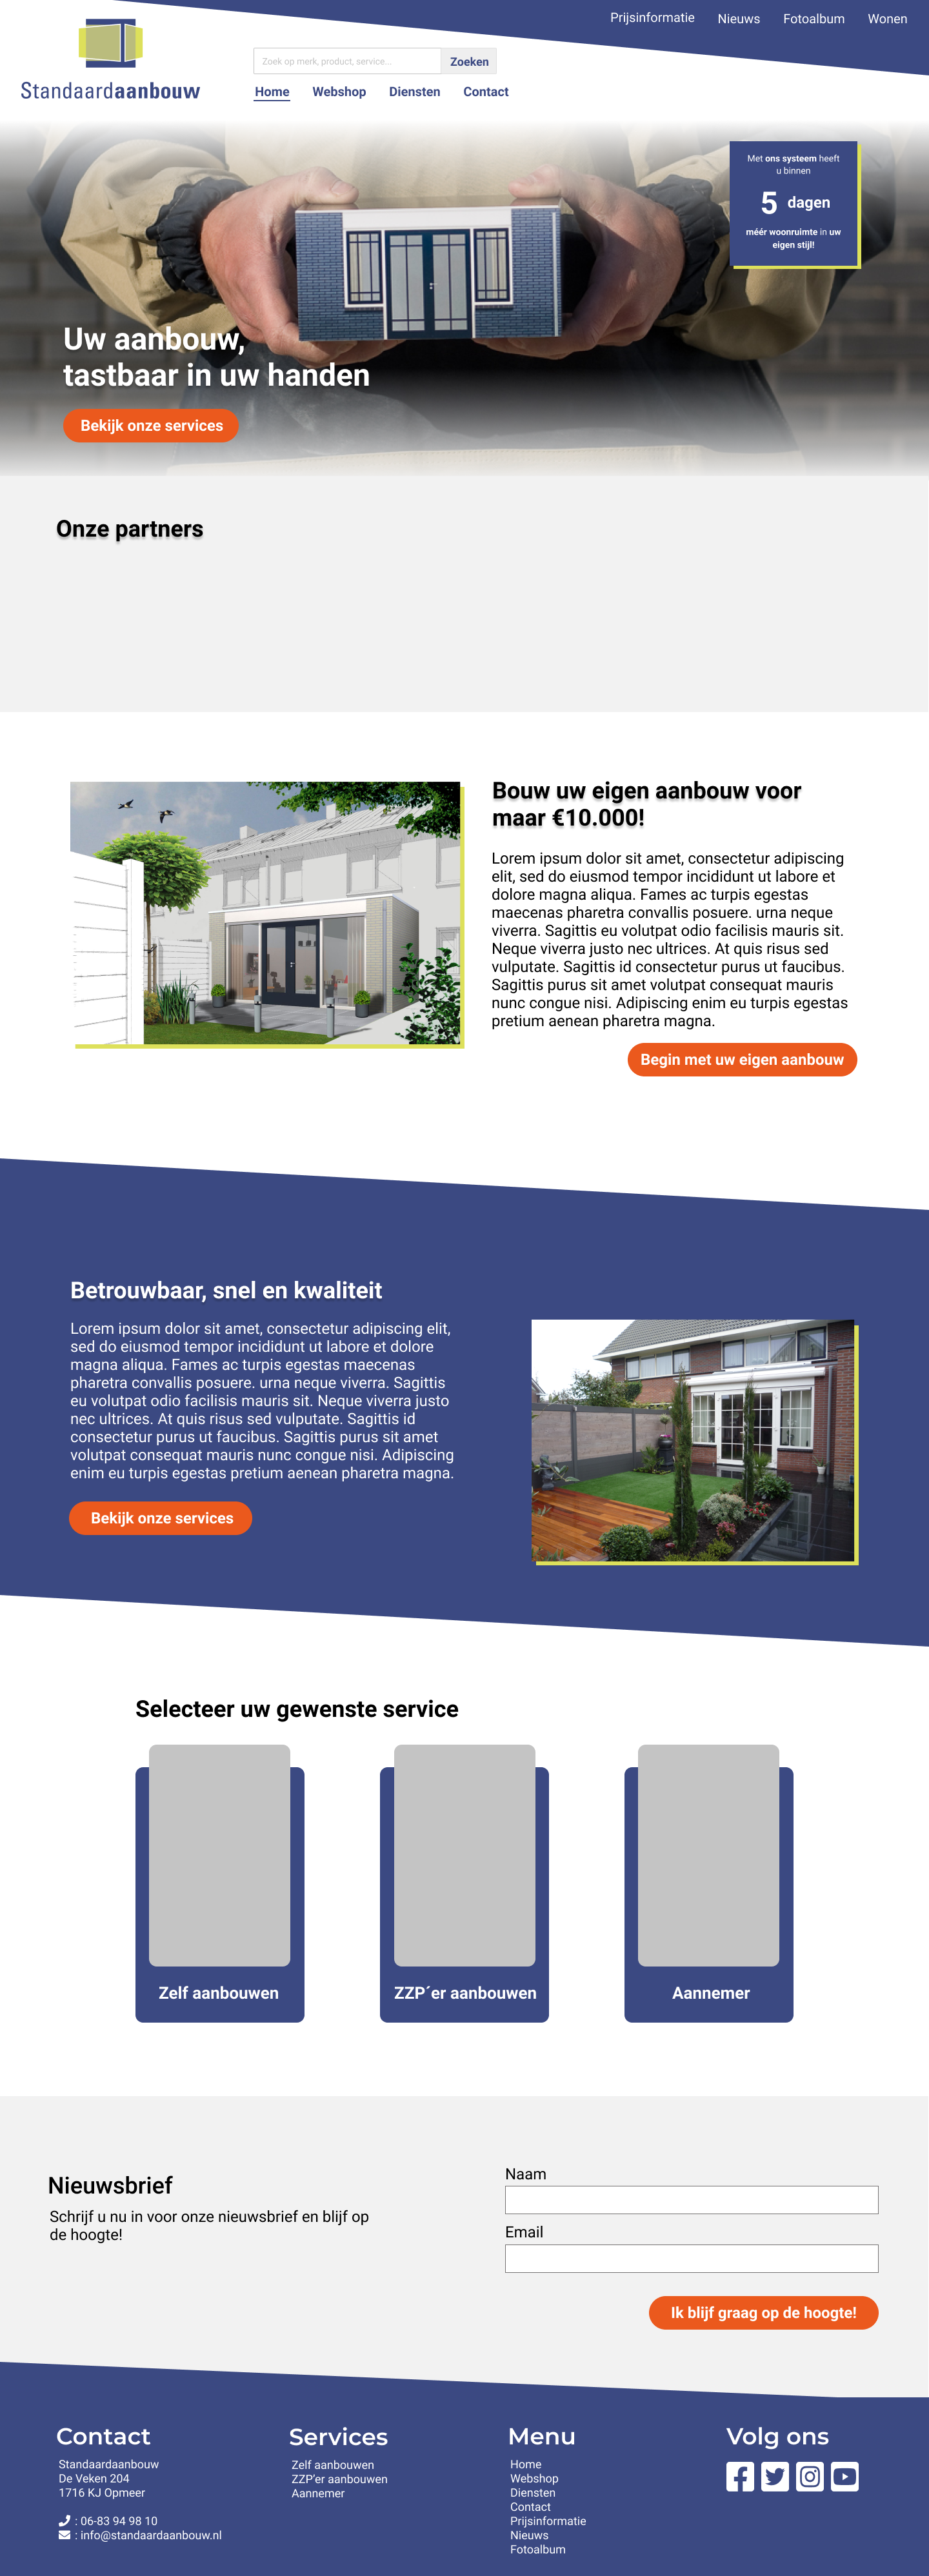 Prijsinformatie Nieuws Fotoalbum Wonen
Standaardaanbouw
Zoek op merk, product, service... Zoeken
Home Webshop Diensten Contact
Met ons systeem heeft
u binnen
5 dagen
méér woonruimte in uw
eigen stijl!
Uw aanbouw,
tastbaar in uw handen
Bekijk onze services
Onze partners
Bouw uw eigen aanbouw voor
maar €10.000!
Lorem ipsum dolor sit amet, consectetur adipiscing
elit, sed do eiusmod tempor incididunt ut labore et
dolore magna aliqua. Fames ac turpis egestas
maecenas pharetra convallis posuere. urna neque
viverra. Sagittis eu volutpat odio facilisis mauris sit.
Neque viverra justo nec ultrices. At quis risus sed
vulputate. Sagittis id consectetur purus ut faucibus.
Sagittis purus sit amet volutpat consequat mauris
nunc congue nisi. Adipiscing enim eu turpis egestas
pretium aenean pharetra magna.
Begin met uw eigen aanbouw
Betrouwbaar, snel en kwaliteit
Lorem ipsum dolor sit amet, consectetur adipiscing elit,
sed do eiusmod tempor incididunt ut labore et dolore
magna aliqua. Fames ac turpis egestas maecenas
pharetra convallis posuere. urna neque viverra. Sagittis
eu volutpat odio facilisis mauris sit. Neque viverra justo
nec ultrices. At quis risus sed vulputate. Sagittis id
consectetur purus ut faucibus. Sagittis purus sit amet
volutpat consequat mauris nunc congue nisi. Adipiscing
enim eu turpis egestas pretium aenean pharetra magna.
Bekijk onze services
Selecteer uw gewenste service
Zelf aanbouwen
ZZP´er aanbouwen
Aannemer
Nieuwsbrief
Schrijf u nu in voor onze nieuwsbrief en blijf op
de hoogte!
Naam
Email
Ik blijf graag op de hoogte!
Contact
Standaardaanbouw
De Veken 204
1716 KJ Opmeer
: 06-83 94 98 10
: info@standaardaanbouw.nl
Services
Zelf aanbouwen
ZZP'er aanbouwen
Aannemer
Menu
Home
Webshop
Diensten
Contact
Prijsinformatie
Nieuws
Fotoalbum
Volg ons